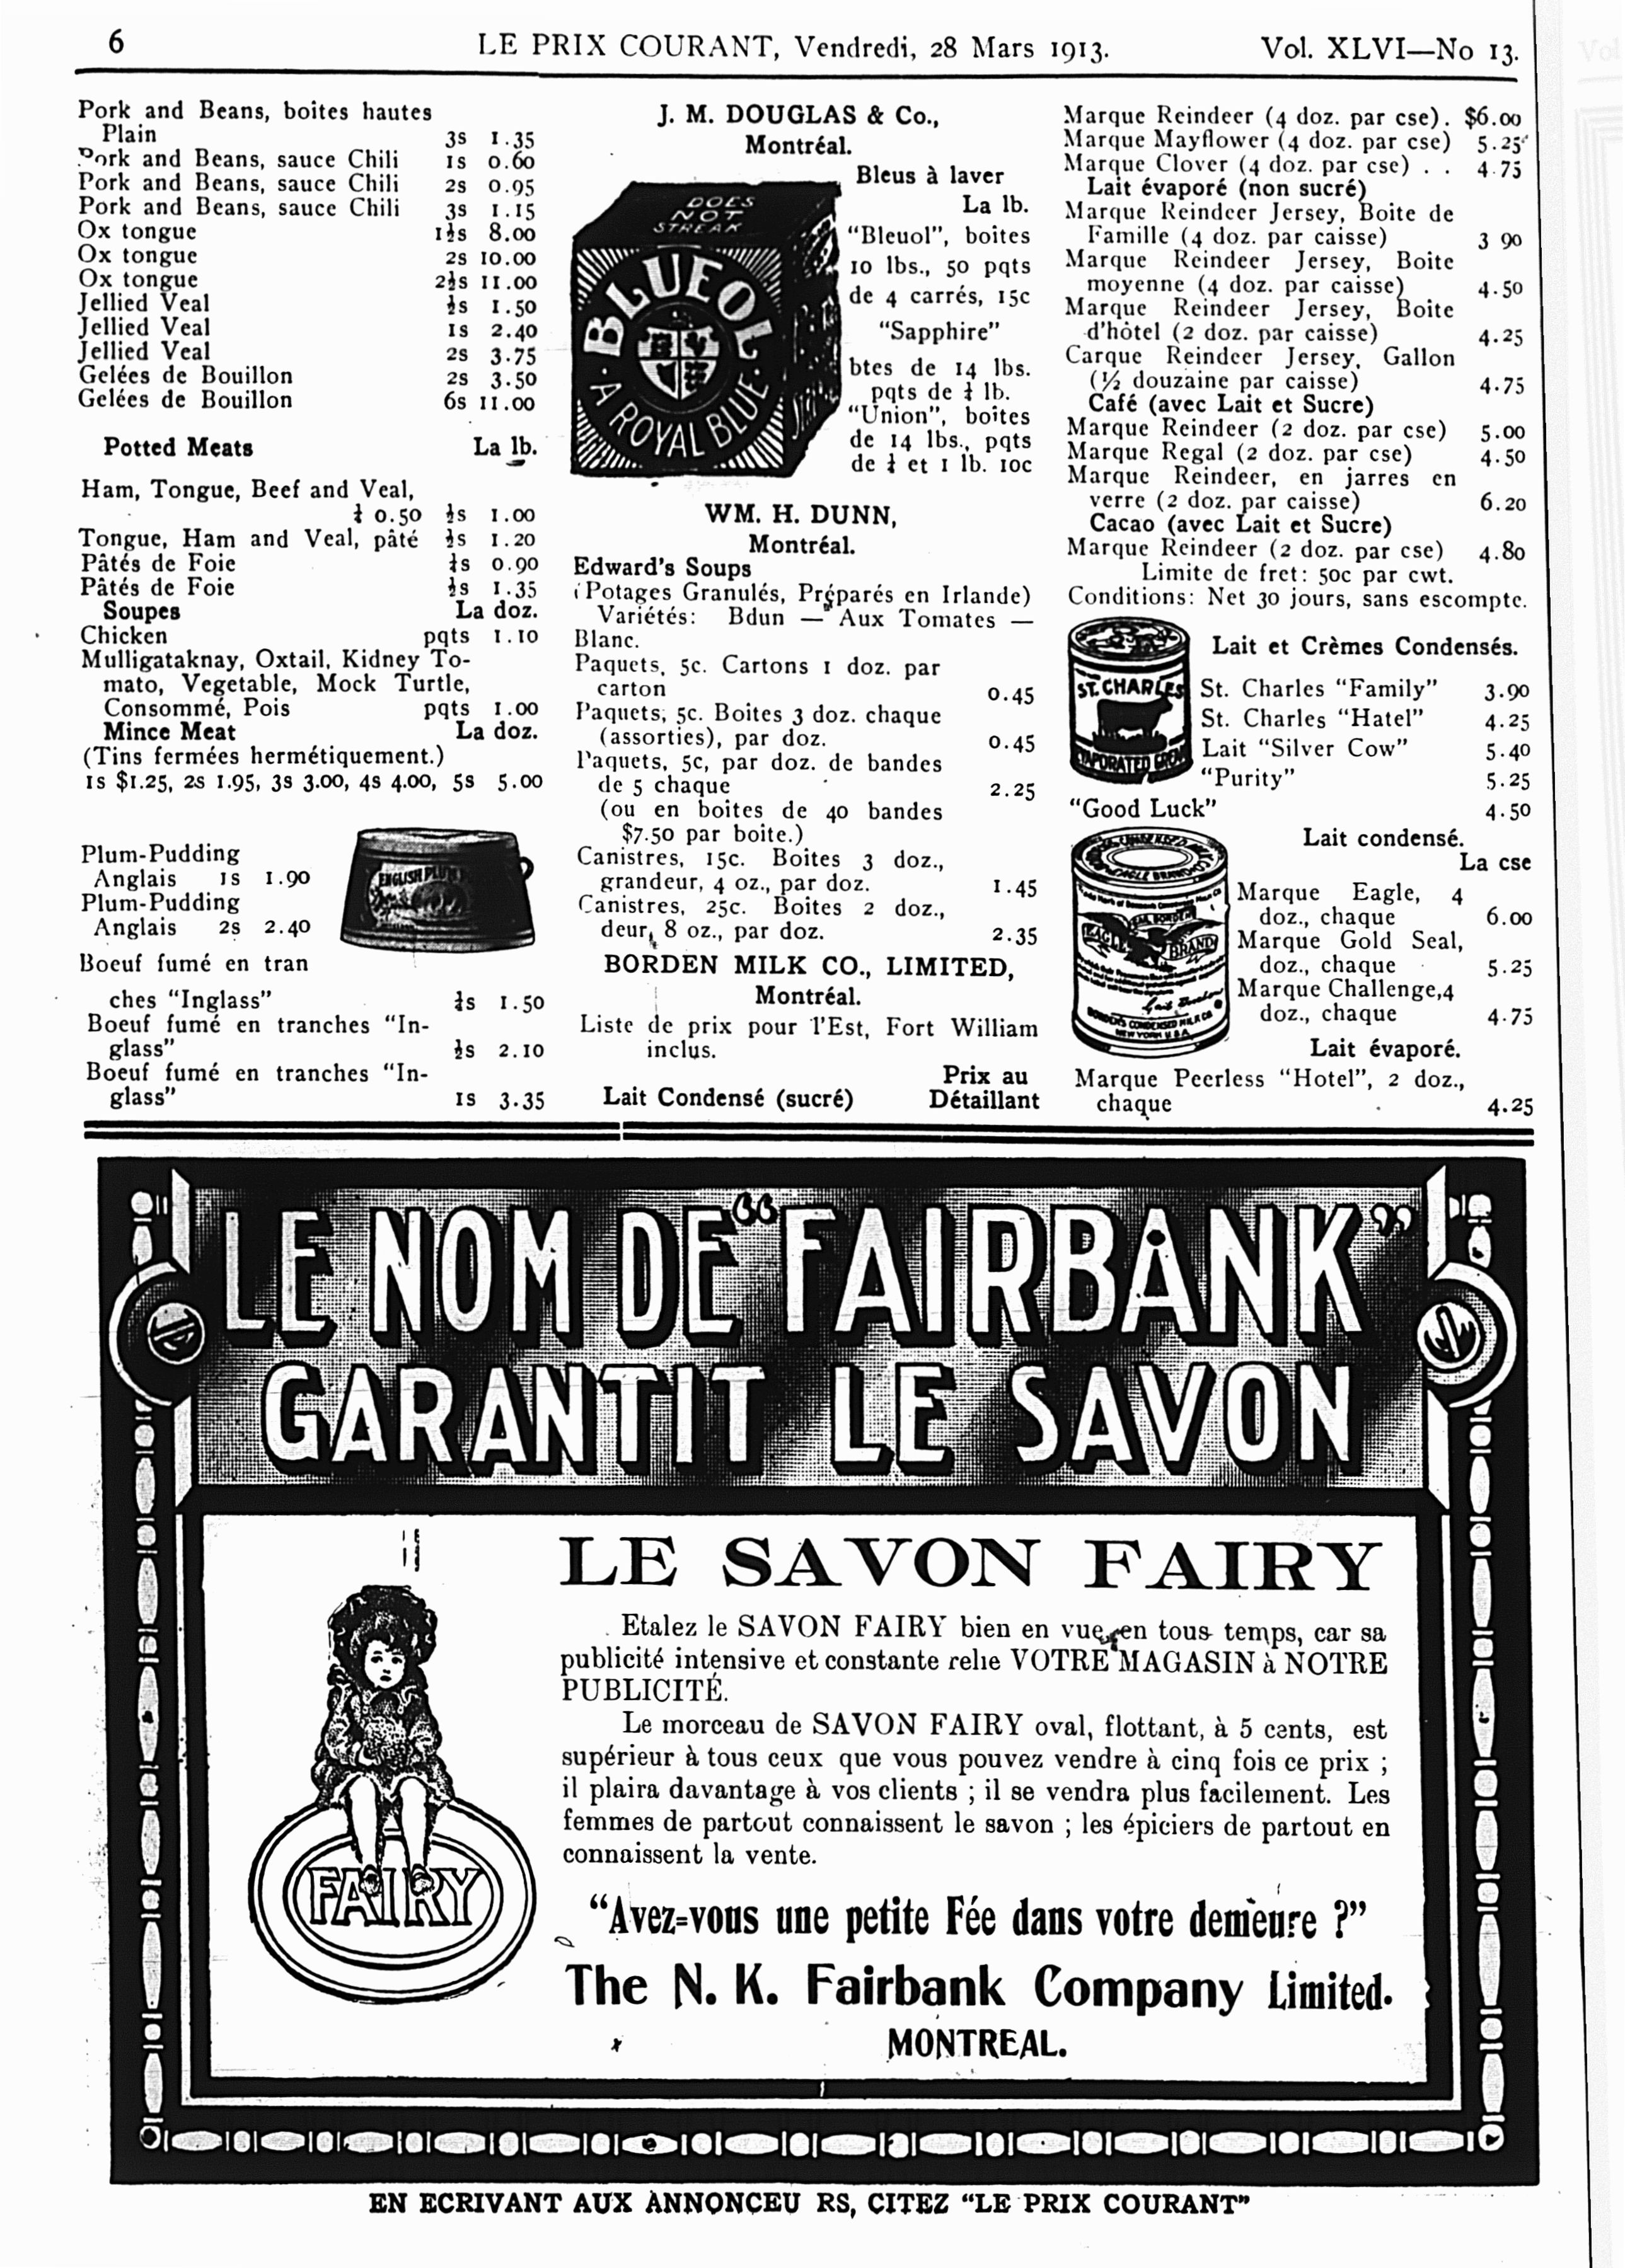 6 LE PRIX COURANT, Vendredi, 28 Mars 1913. Vol. XLVI—No 13.
Pork and Beans, boites hautes
Plain 3s 1.35
Pork and Beans, sauce Chili 1s 0.60
Pork and Beans, sauce Chili 2s 0.95
Pork and Beans, sauce Chili 3s 1.15
Ox tongue 1½s 8.00
Ox tongue 2s 10.00
Ox tongue 2½s 11.00
Jellied Veal ½s 1.50
Jellied Veal 1s 2.40
Jellied Veal 2s 3.75
Gelées de Bouillon 2s 3.50
Gelées de Bouillon 6s 11.00
Potted Meats La lb.
Ham, Tongue, Beef and Veal,
¼ 0.50 ½s 1.00
Tongue, Ham and Veal, pâté ½s 1.20
Pâtés de Foie ¼s 0.90
Pâtés de Foie ½s 1.35
Soupes La doz.
Chicken pqts 1.10
Mulligataknay, Oxtail, Kidney To-
mato, Vegetable, Mock Turtle,
Consommé, Pois pqts 1.00
Mince Meat La doz.
(Tins fermées hermétiquement.)
1s $1.25, 2s 1.95, 3s 3.00, 4s 4.00, 5s 5.00
Plum-Pudding
Anglais 1s 1.90
Plum-Pudding
Anglais 2s 2.40
ENGLISH PLUM
Boeuf fumé en tran
ches "Inglass" ¼s 1.50
Boeuf fumé en tranches "In-
glass" ½s 2.10
Boeuf fumé en tranches "In-
glass" 1s 3.35
J. M. DOUGLAS & Co.,
Montréal.
Bleus à laver
La lb.
"Bleuol", boites
10 lbs., 50 pqts
de 4 carrés, 15c
"Sapphire"
btes de 14 lbs.
pqts de ¼ lb.
"Union", boîtes
de 14 lbs., pqts
de ¼ et 1 lb. 10c
DOES
NOT
STREAK
BLUEOL
A ROYAL BLUE
WM. H. DUNN,
Montréal.
Edward's Soups
(Potages Granulés, Préparés en Irlande)
Variétés: Bdun — Aux Tomates —
Blanc.
Paquets, 5c. Cartons 1 doz. par
carton 0.45
Paquets, 5c. Boites 3 doz. chaque
(assorties), par doz. 0.45
Paquets, 5c, par doz. de bandes
de 5 chaque 2.25
(ou en boites de 40 bandes
$7.50 par boite.)
Canistres, 15c. Boites 3 doz.,
grandeur, 4 oz., par doz. 1.45
Canistres, 25c. Boites 2 doz.,
deur, 8 oz., par doz. 2.35
BORDEN MILK CO., LIMITED,
Montréal.
Liste de prix pour l'Est, Fort William
inclus.
Prix au
Lait Condensé (sucré) Détaillant
Marque Reindeer (4 doz. par cse). $6.00
Marque Mayflower (4 doz. par cse) 5.25
Marque Clover (4 doz. par cse) . . 4.75
Lait évaporé (non sucré)
Marque Reindeer Jersey, Boite de
Famille (4 doz. par caisse) 3 90
Marque Reindeer Jersey, Boite
moyenne (4 doz. par caisse) 4.50
Marque Reindeer Jersey, Boite
d'hôtel (2 doz. par caisse) 4.25
Carque Reindeer Jersey, Gallon
(½ douzaine par caisse) 4.75
Café (avec Lait et Sucre)
Marque Reindeer (2 doz. par cse) 5.00
Marque Regal (2 doz. par cse) 4.50
Marque Reindeer, en jarres en
verre (2 doz. par caisse) 6.20
Cacao (avec Lait et Sucre)
Marque Reindeer (2 doz. par cse) 4.80
Limite de fret: 50c par cwt.
Conditions: Net 30 jours, sans escompte.
Lait et Crèmes Condensés.
ST. CHARLES
EVAPORATED CREAM
St. Charles "Family" 3.90
St. Charles "Hatel" 4.25
Lait "Silver Cow" 5.40
"Purity" 5.25
"Good Luck" 4.50
Lait condensé.
La cse
EAGLE BRAND
BORDEN'S CONDENSED MILK CO.
NEW YORK U.S.A.
Marque Eagle, 4
doz., chaque 6.00
Marque Gold Seal,
doz., chaque 5.25
Marque Challenge,4
doz., chaque 4.75
Lait évaporé.
Marque Peerless "Hotel", 2 doz.,
chaque 4.25
LE NOM DE "FAIRBANK"
GARANTIT LE SAVON
LE SAVON FAIRY
Etalez le SAVON FAIRY bien en vue en tous temps, car sa
publicité intensive et constante relie VOTRE MAGASIN à NOTRE
PUBLICITÉ.
Le morceau de SAVON FAIRY oval, flottant, à 5 cents, est
supérieur à tous ceux que vous pouvez vendre à cinq fois ce prix ;
il plaira davantage à vos clients ; il se vendra plus facilement. Les
femmes de partout connaissent le savon ; les épiciers de partout en
connaissent la vente.
FAIRY
"Avez-vous une petite Fée dans votre demeure ?"
The N. K. Fairbank Company Limited.
MONTREAL.
EN ECRIVANT AUX ANNONCEU RS, CITEZ "LE PRIX COURANT"